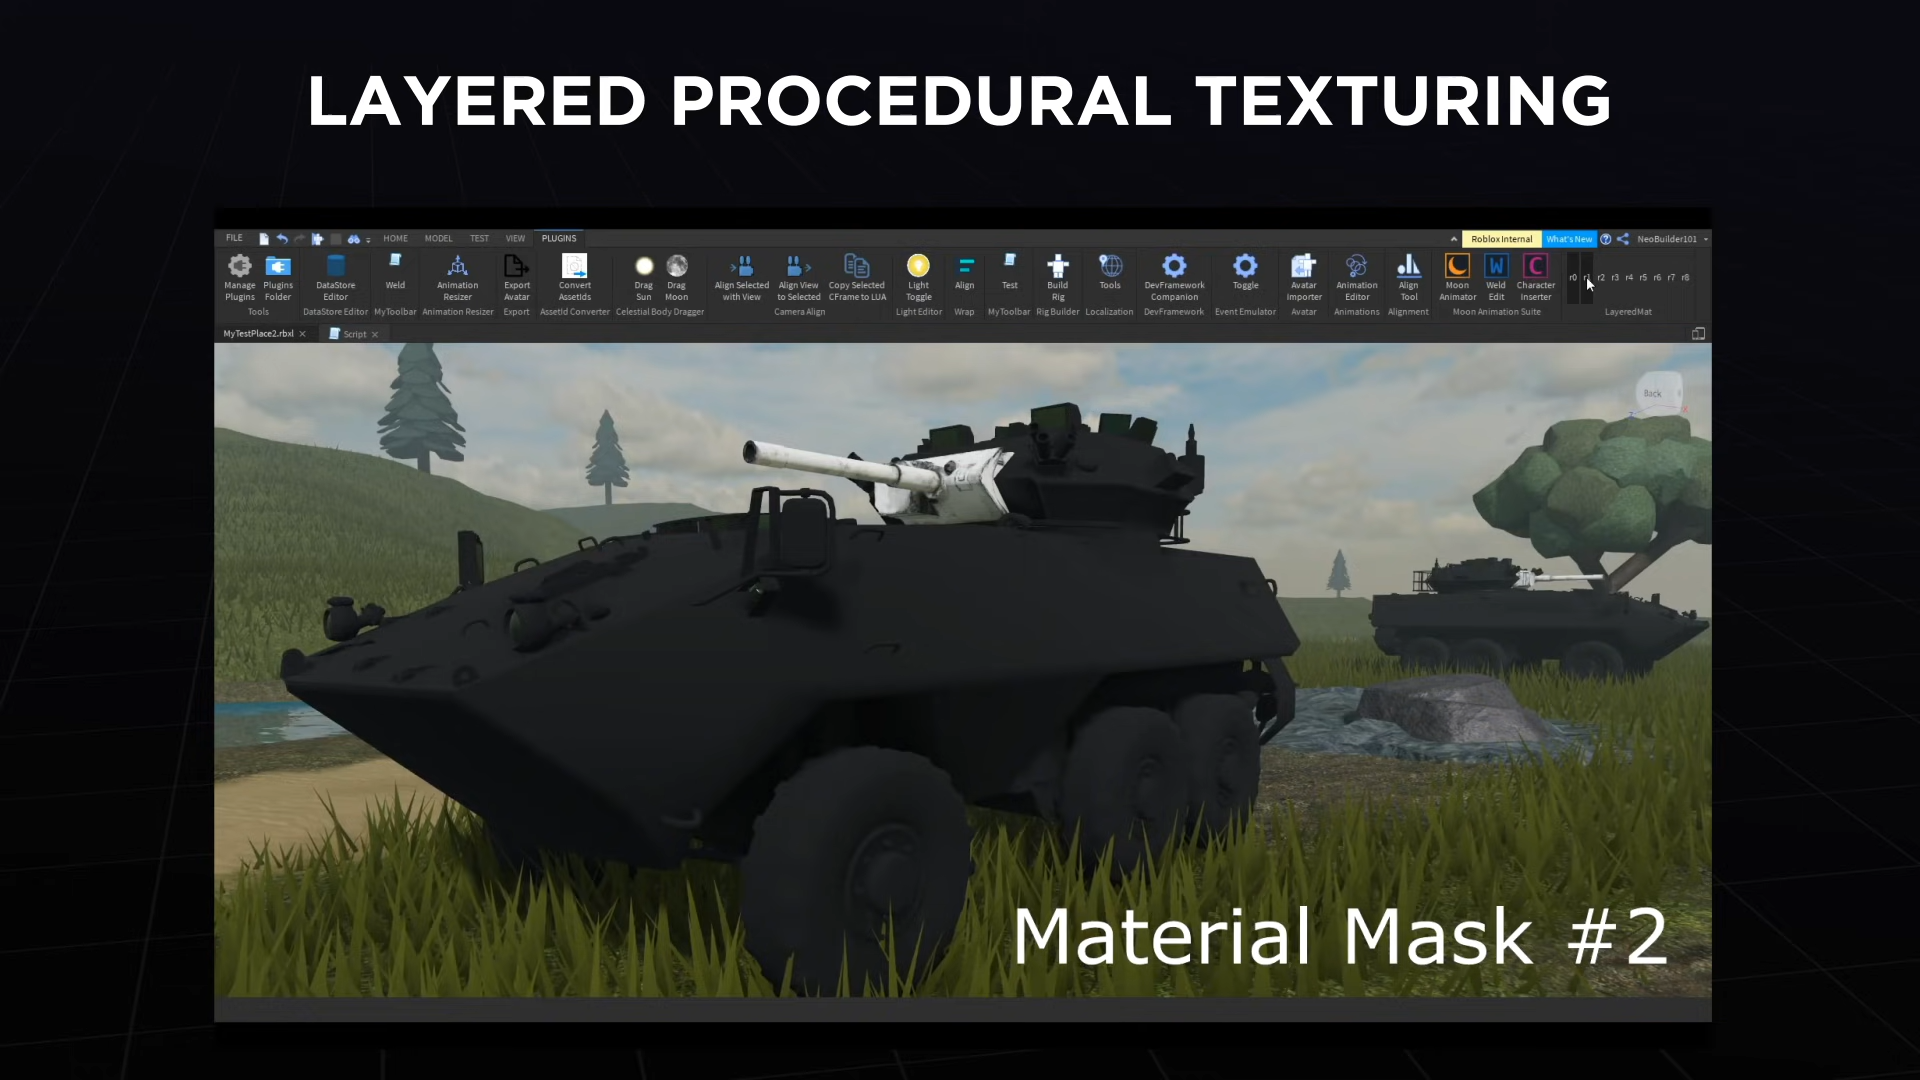 LAYERED PROCEDURAL TEXTURING
FILE HOME MODEL TEST VIEW PLUGINS Roblox Internal What's New NeoBuilder101
Manage Plugins
Plugins Folder
Tools
DataStore Editor
DataStore Editor
Weld
MyToolbar
Animation Resizer
Animation Resizer
Export Avatar
Export
Convert AssetIds
AssetId Converter
Drag Sun
Drag Moon
Celestial Body Dragger
Align Selected with View
Align View to Selected
Copy Selected CFrame to LUA
Camera Align
Light Toggle
Light Editor
Align
Wrap
Test
MyToolbar
Build Rig
Rig Builder
Tools
Localization
DevFramework Companion
DevFramework
Toggle
Event Emulator
Avatar Importer
Avatar
Animation Editor
Animations
Align Tool
Alignment
Moon Animator
Weld Edit
Character Inserter
Moon Animation Suite
r0 r1 r2 r3 r4 r5 r6 r7 r8
LayeredMat
MyTestPlace2.rbxl Script
Back
Material Mask #2